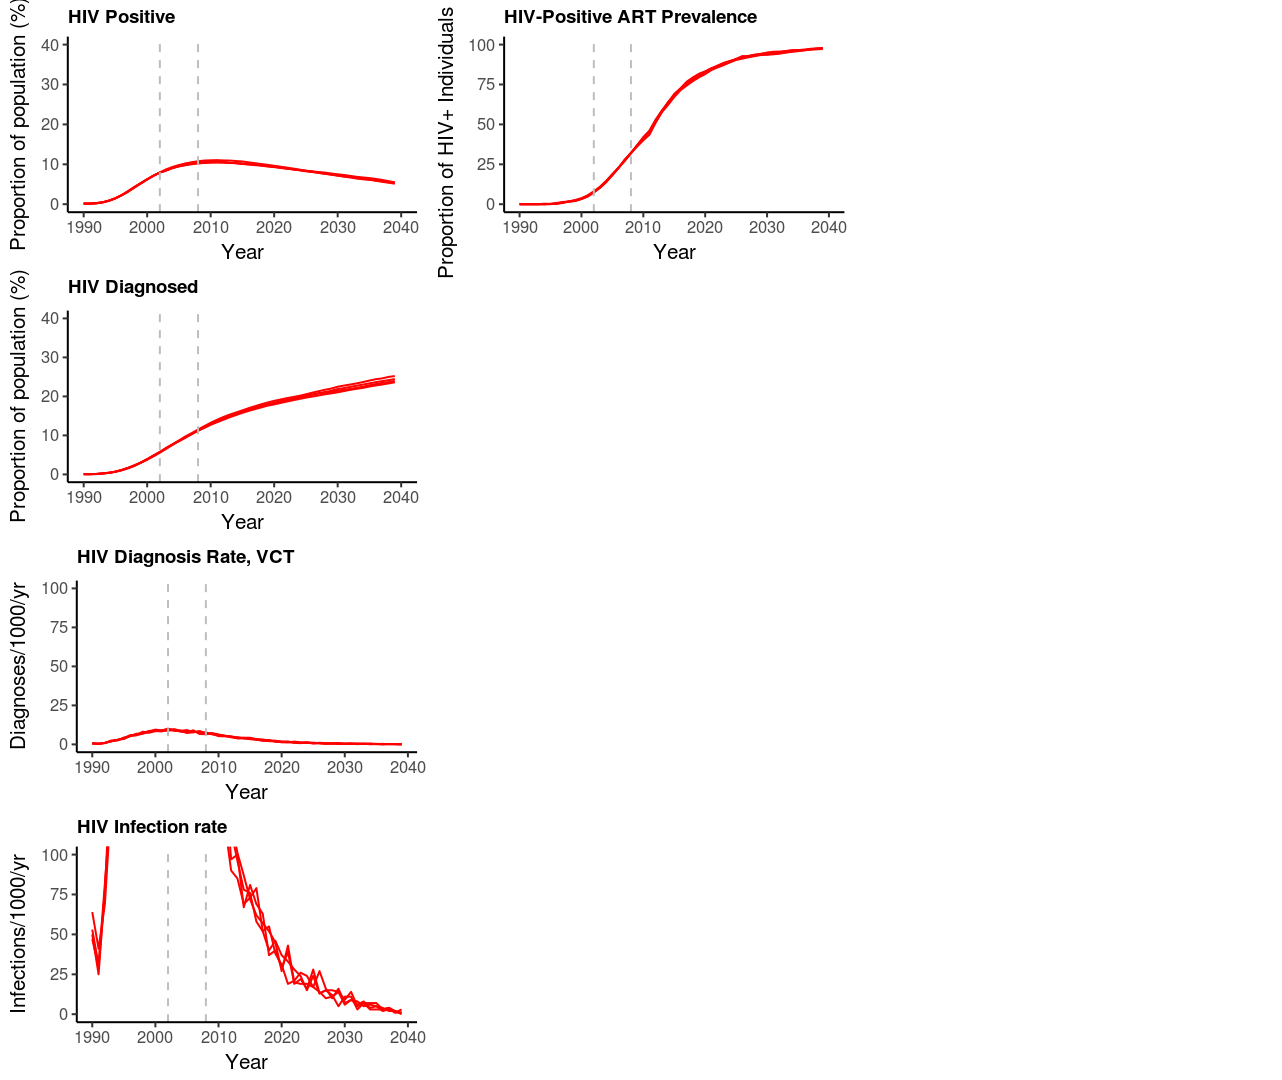 HIV Positive
Proportion of population (%)
40
30
20
10
0
1990 2000 2010 2020 2030 2040
Year
HIV-Positive ART Prevalence
Proportion of HIV+ Individuals
100
75
50
25
0
1990 2000 2010 2020 2030 2040
Year
HIV Diagnosed
Proportion of population (%)
40
30
20
10
0
1990 2000 2010 2020 2030 2040
Year
HIV Diagnosis Rate, VCT
Diagnoses/1000/yr
100
75
50
25
0
1990 2000 2010 2020 2030 2040
Year
HIV Infection rate
Infections/1000/yr
100
75
50
25
0
1990 2000 2010 2020 2030 2040
Year